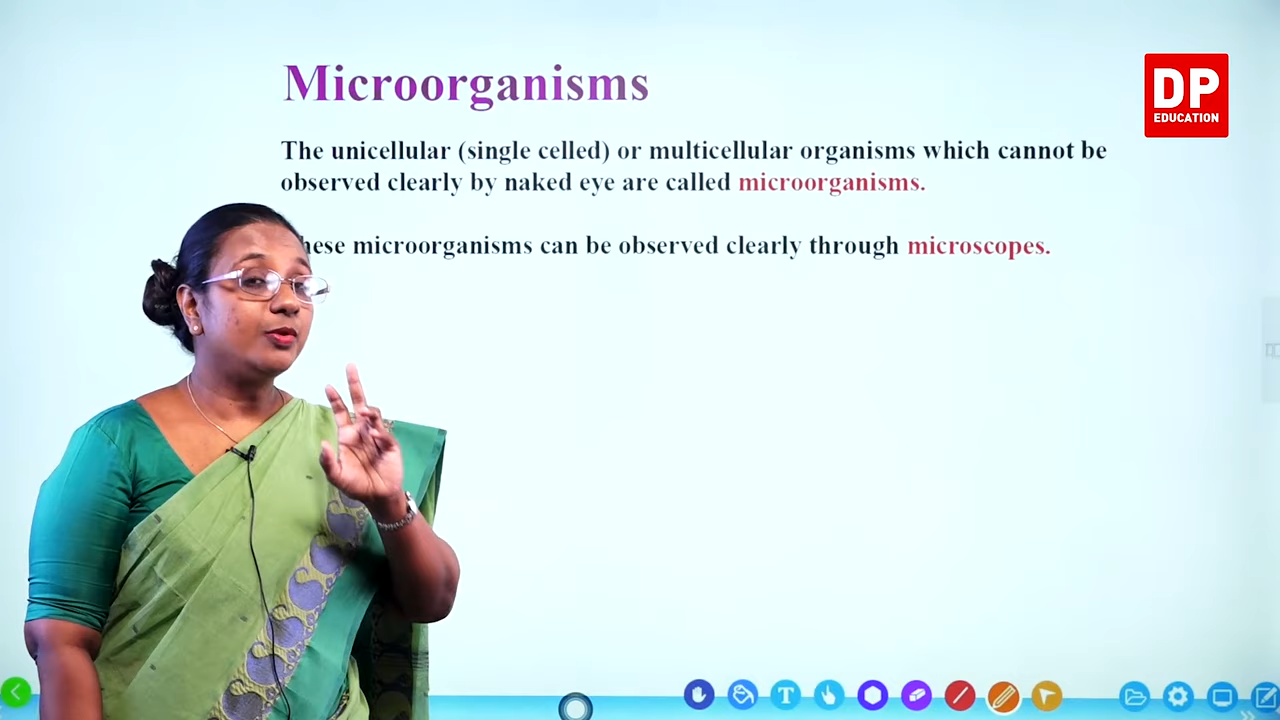 Microorganisms
DP
EDUCATION
The unicellular (single celled) or multicellular organisms which cannot be
observed clearly by naked eye are called microorganisms.
hese microorganisms can be observed clearly through microscopes.